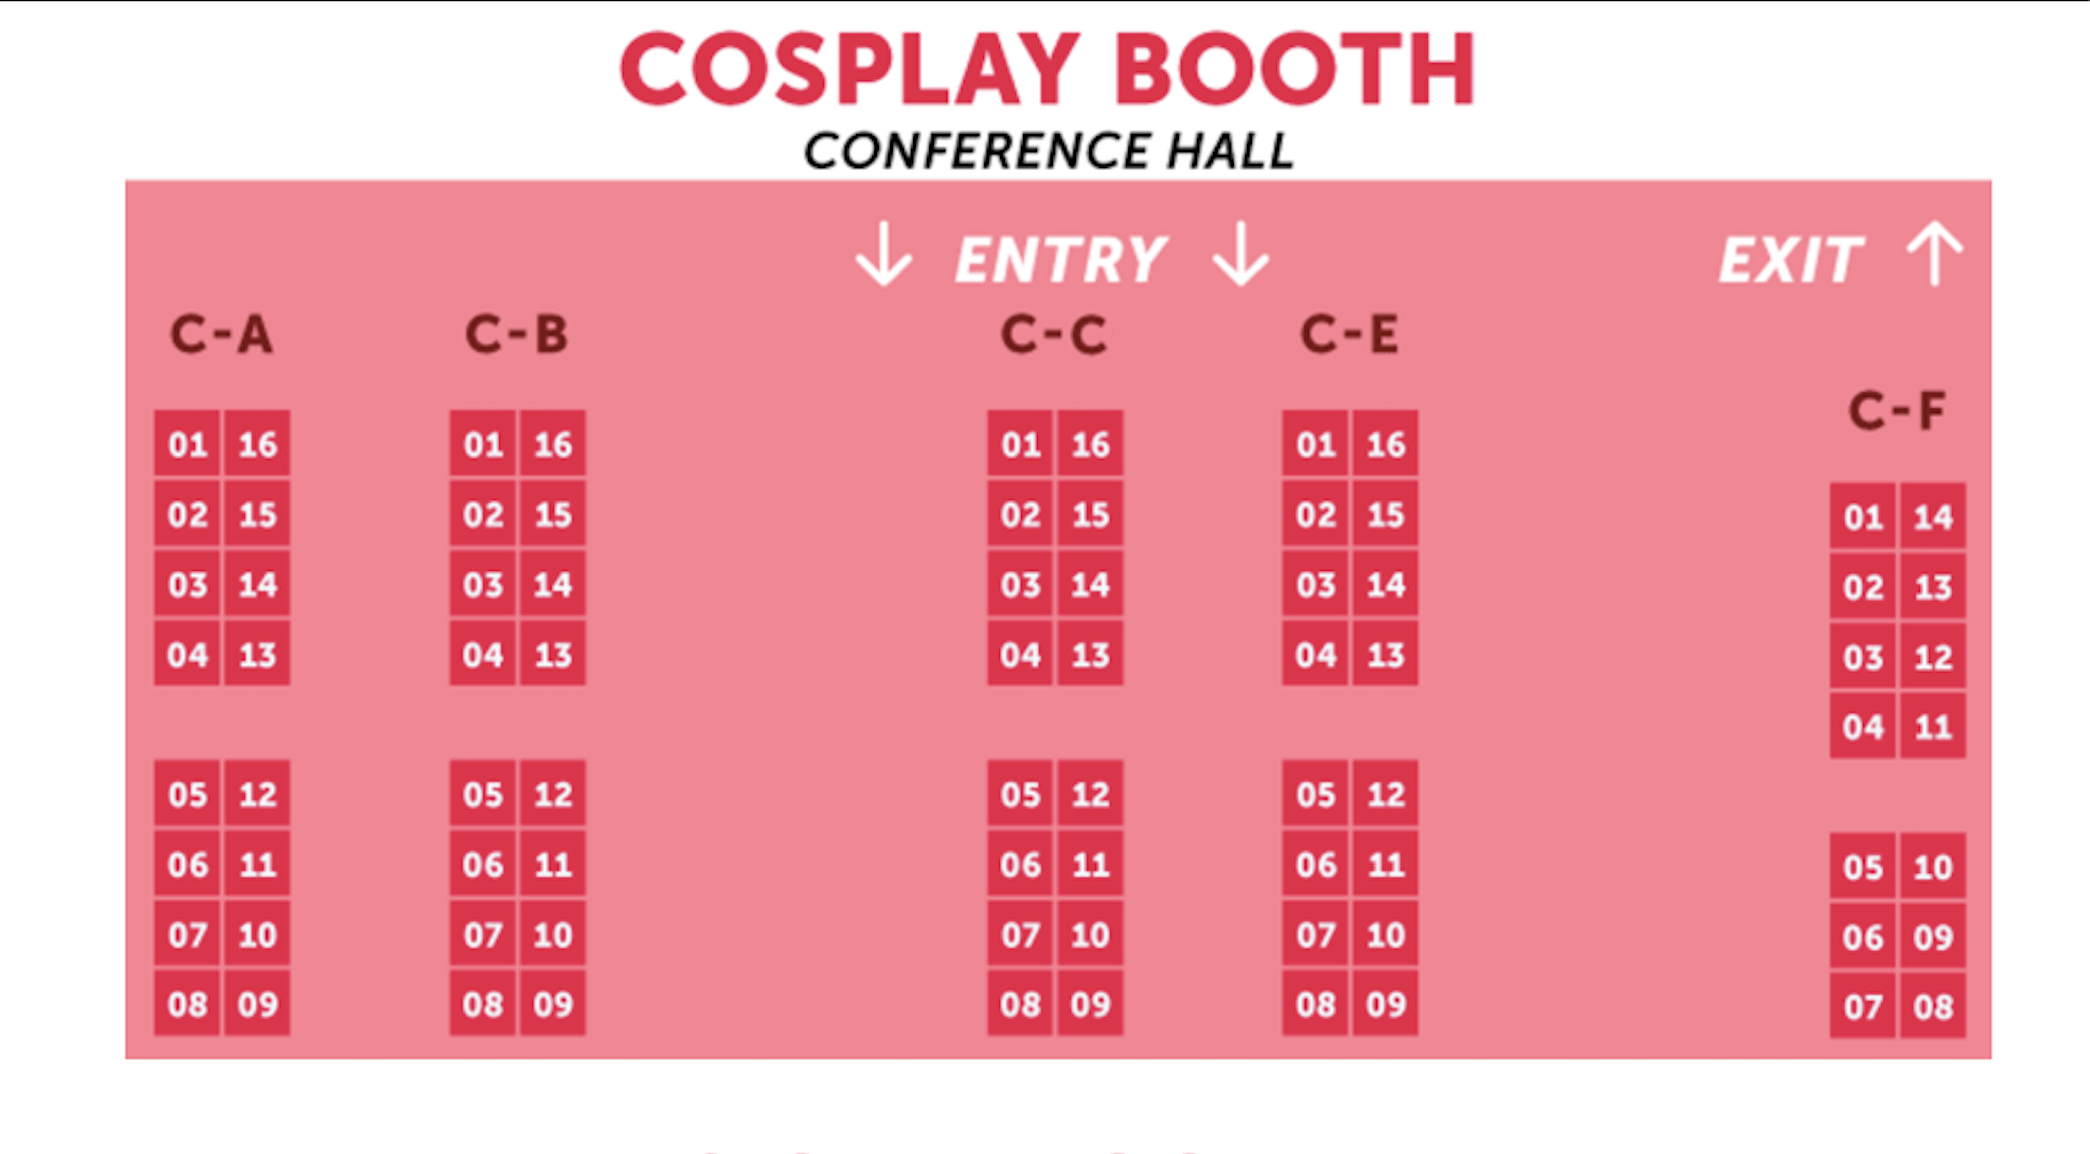 COSPLAY BOOTH
CONFERENCE HALL
↓ ENTRY ↓ EXIT ↑
C-A C-B C-C C-E
C-F
01 16 01 16 01 16 01 16
02 15 02 15 02 15 02 15
03 14 03 14 03 14 03 14
04 13 04 13 04 13 04 13
05 12 05 12 05 12 05 12
06 11 06 11 06 11 06 11
07 10 07 10 07 10 07 10
08 09 08 09 08 09 08 09
01 14
02 13
03 12
04 11
05 10
06 09
07 08